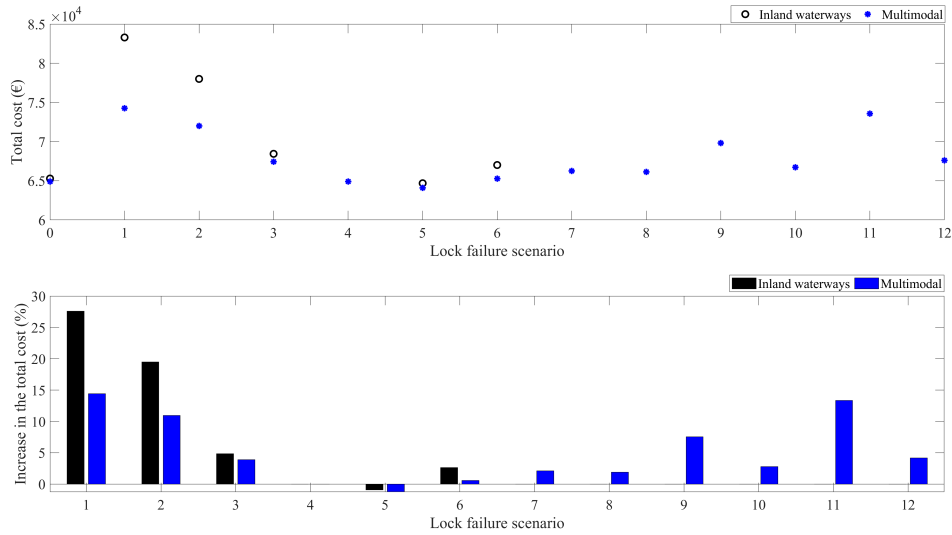 ×10⁴
Inland waterways Multimodal
8.5
8
7.5
7
6.5
6
Total cost (€)
0 1 2 3 4 5 6 7 8 9 10 11 12
Lock failure scenario
Inland waterways Multimodal
30
25
20
15
10
5
0
Increase in the total cost (%)
1 2 3 4 5 6 7 8 9 10 11 12
Lock failure scenario